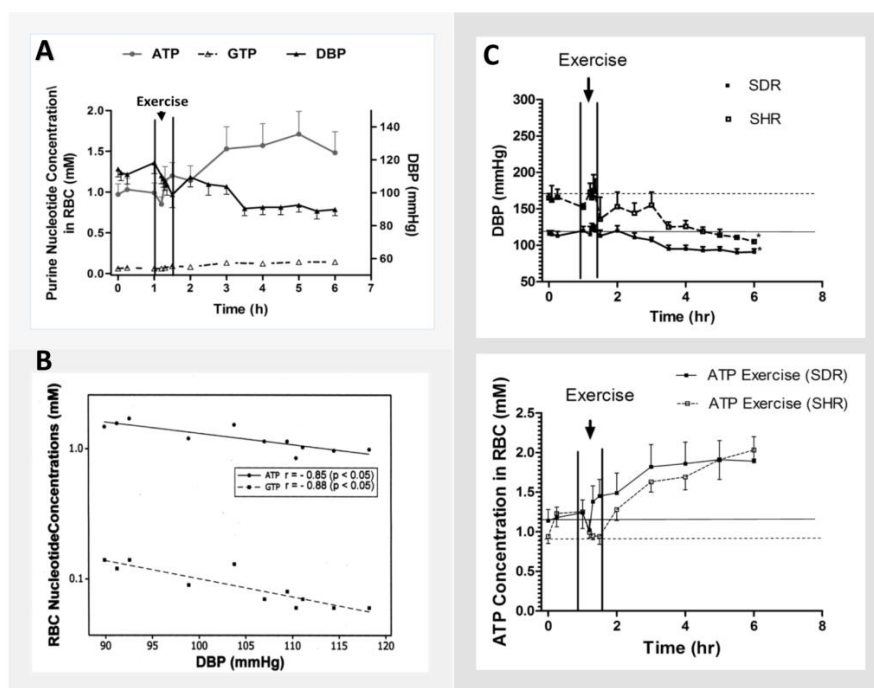 A
ATP GTP DBP
Exercise
Purine Nucleotide Concentration\
in RBC (mM)
2.0
1.5
1.0
0.5
0.0
140
120
100
80
60
DBP
(mmHg)
0 1 2 3 4 5 6 7
Time (h)
B
RBC NucleotideConcentrations (mM)
1.0
0.1
ATP r = - 0.85 (p < 0.05)
GTP r = - 0.88 (p < 0.05)
90 95 100 105 110 115 120
DBP (mmHg)
C
Exercise
SDR
SHR
DBP (mmHg)
300
250
200
150
100
50
*
*
0 2 4 6 8
Time (hr)
ATP Exercise (SDR)
ATP Exercise (SHR)
Exercise
ATP Concentration in RBC (mM)
2.5
2.0
1.5
1.0
0.5
0.0
0 2 4 6 8
Time (hr)